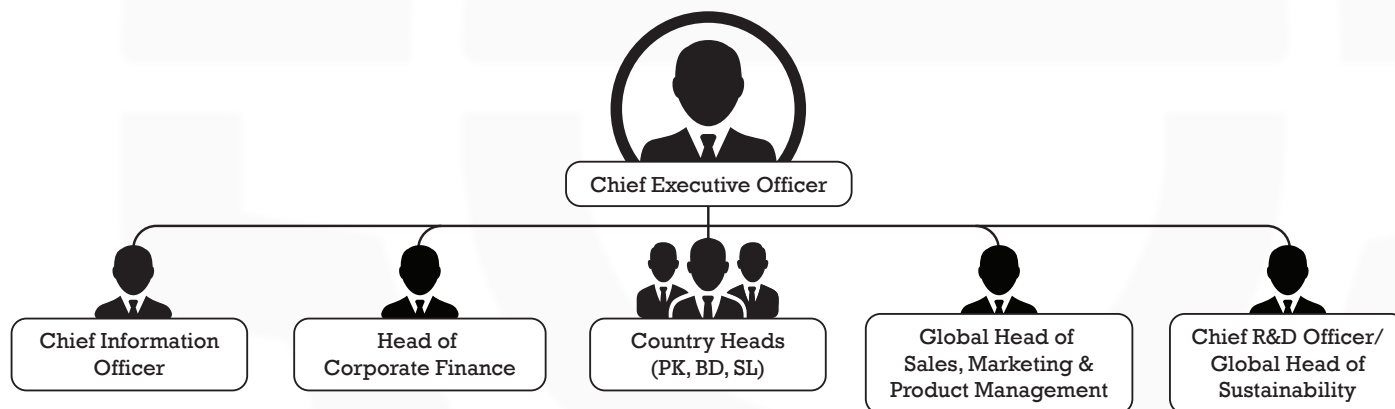 Chief Executive Officer
Chief Information
Officer
Head of
Corporate Finance
Country Heads
(PK, BD, SL)
Global Head of
Sales, Marketing &
Product Management
Chief R&D Officer/
Global Head of
Sustainability